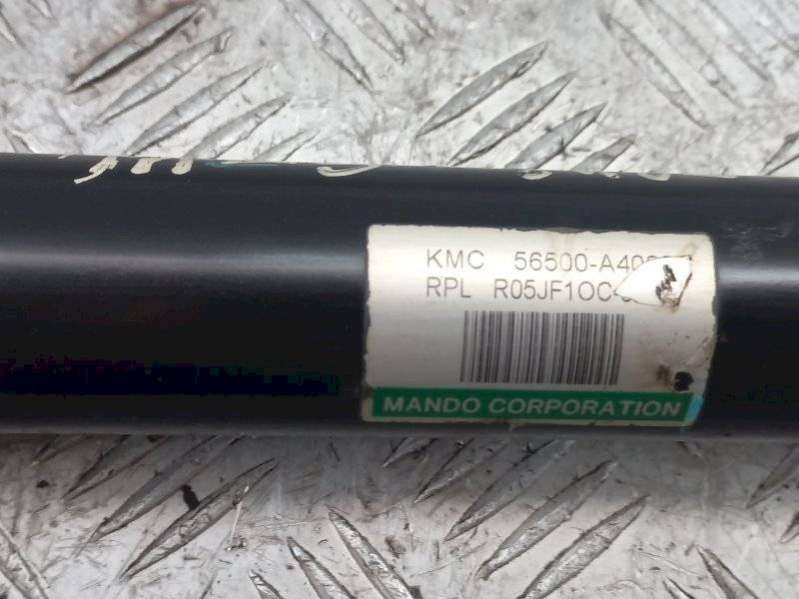 KMC 56500-A40
RPL R05JF1OC-
MANDO CORPORATION